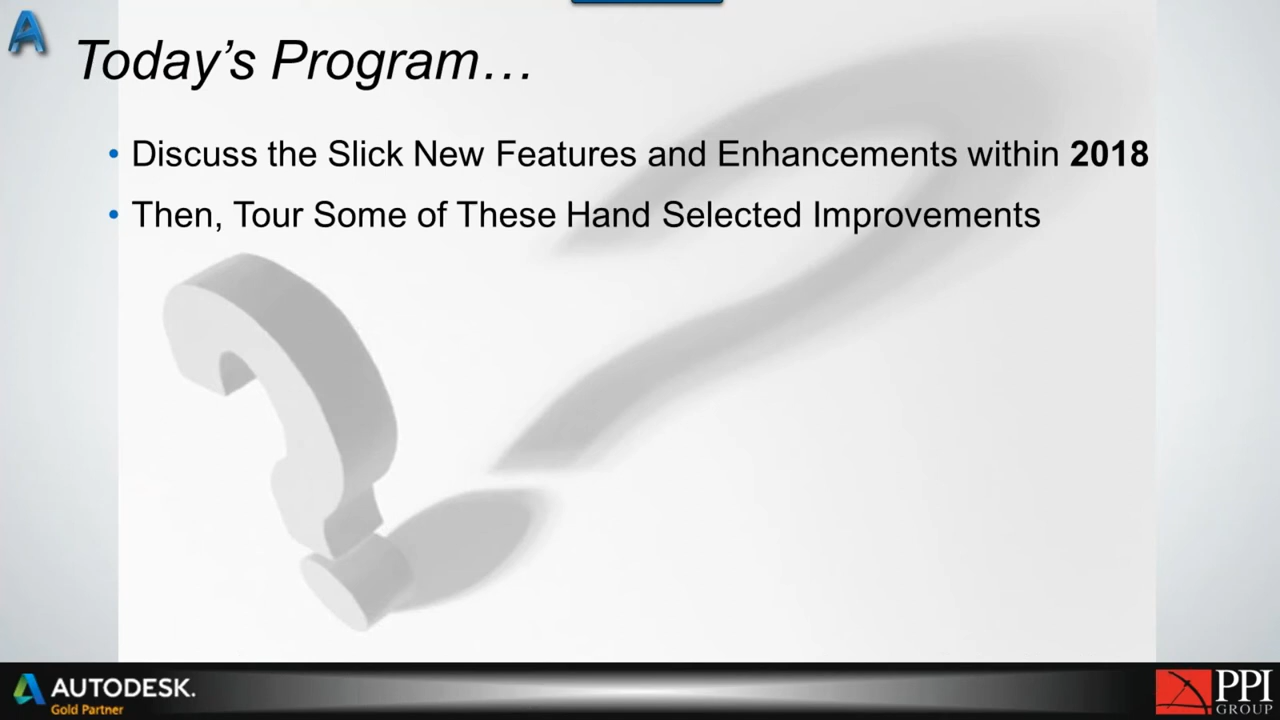 Today’s Program…
• Discuss the Slick New Features and Enhancements within 2018
• Then, Tour Some of These Hand Selected Improvements
AUTODESK.
Gold Partner
PPI
GROUP